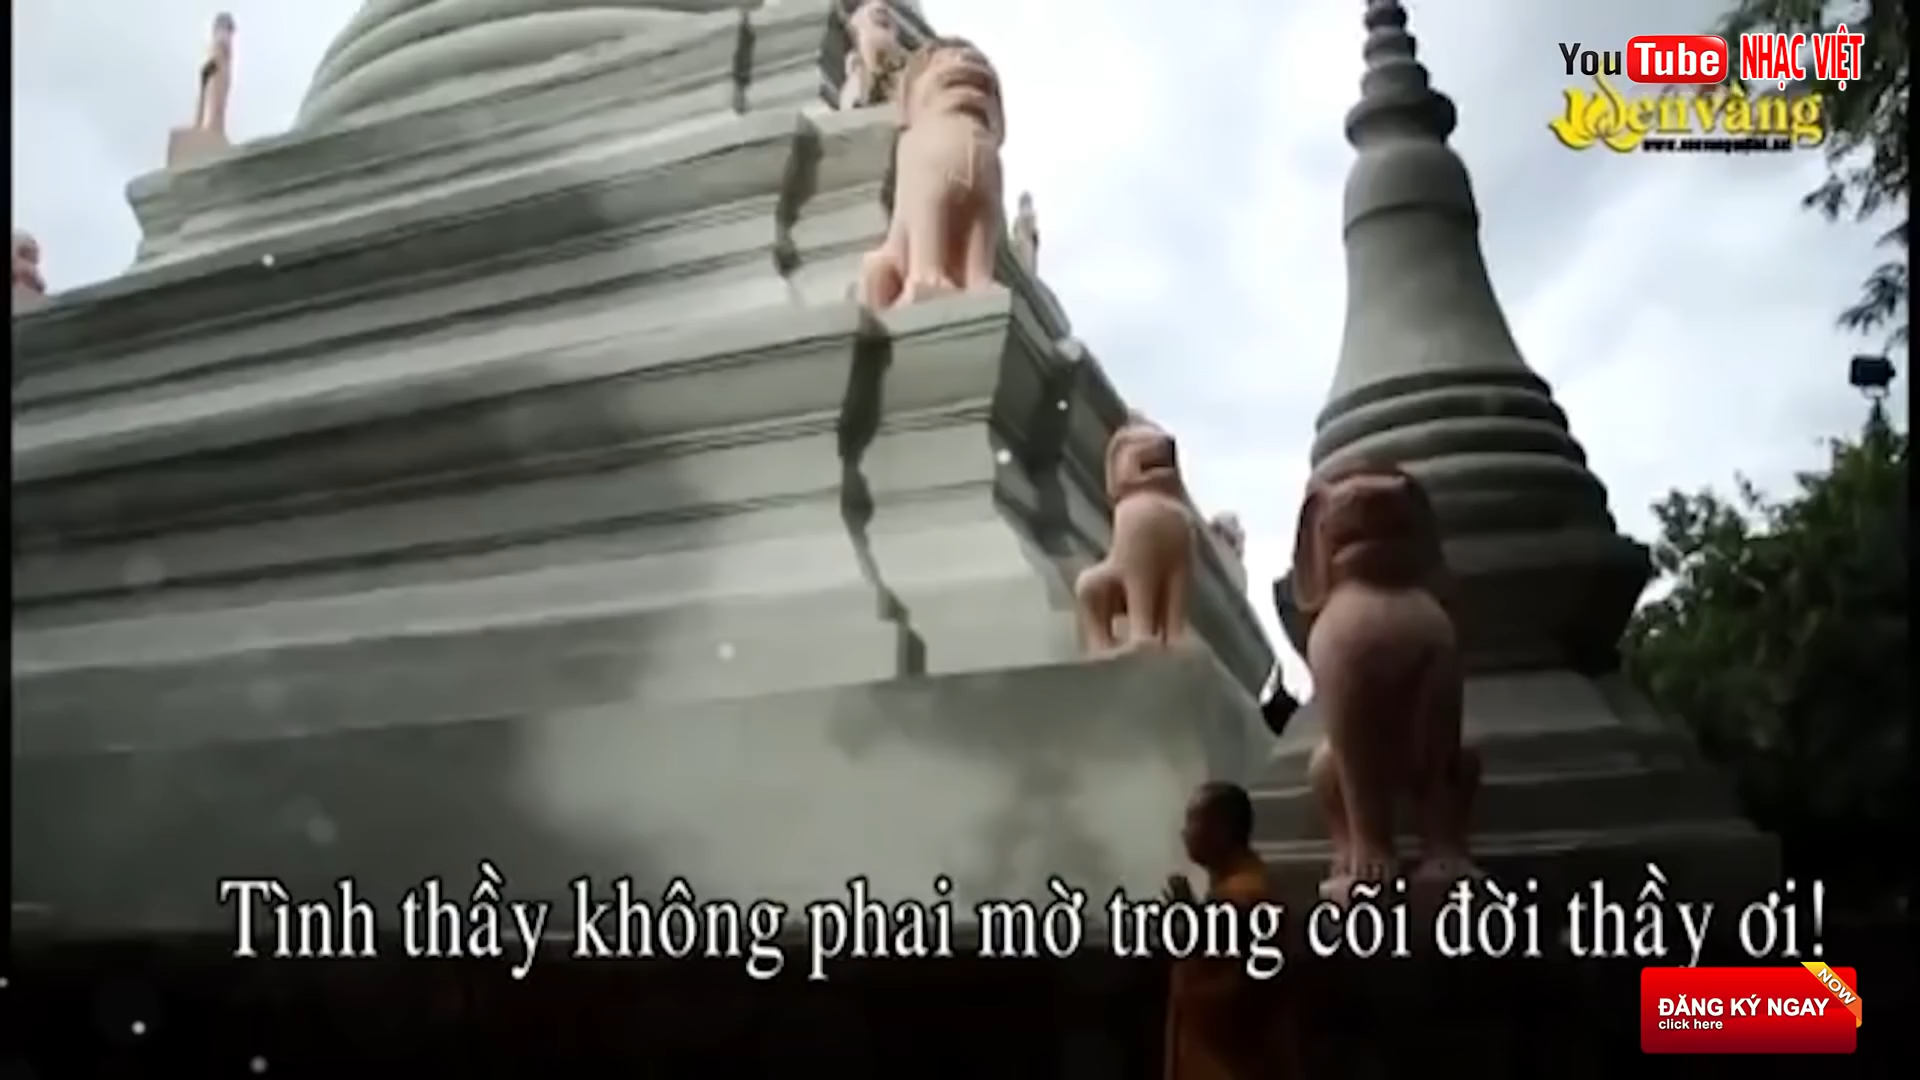 YouTube NHẠC VIỆT
Senvàng
Tình thầy không phai mờ trong cõi đời thầy ơi!
NOW
ĐĂNG KÝ NGAY
click here